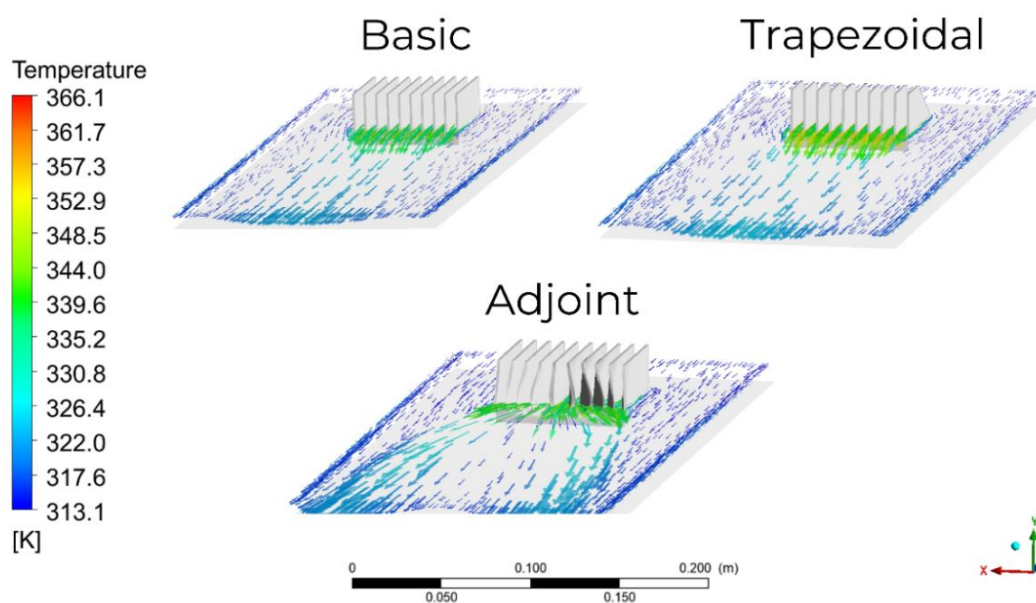 Basic
Trapezoidal
Temperature
366.1
361.7
357.3
352.9
348.5
344.0
339.6
335.2
330.8
326.4
322.0
317.6
313.1
[K]
Adjoint
0 0.100 0.200 (m)
0.050 0.150
Y
X